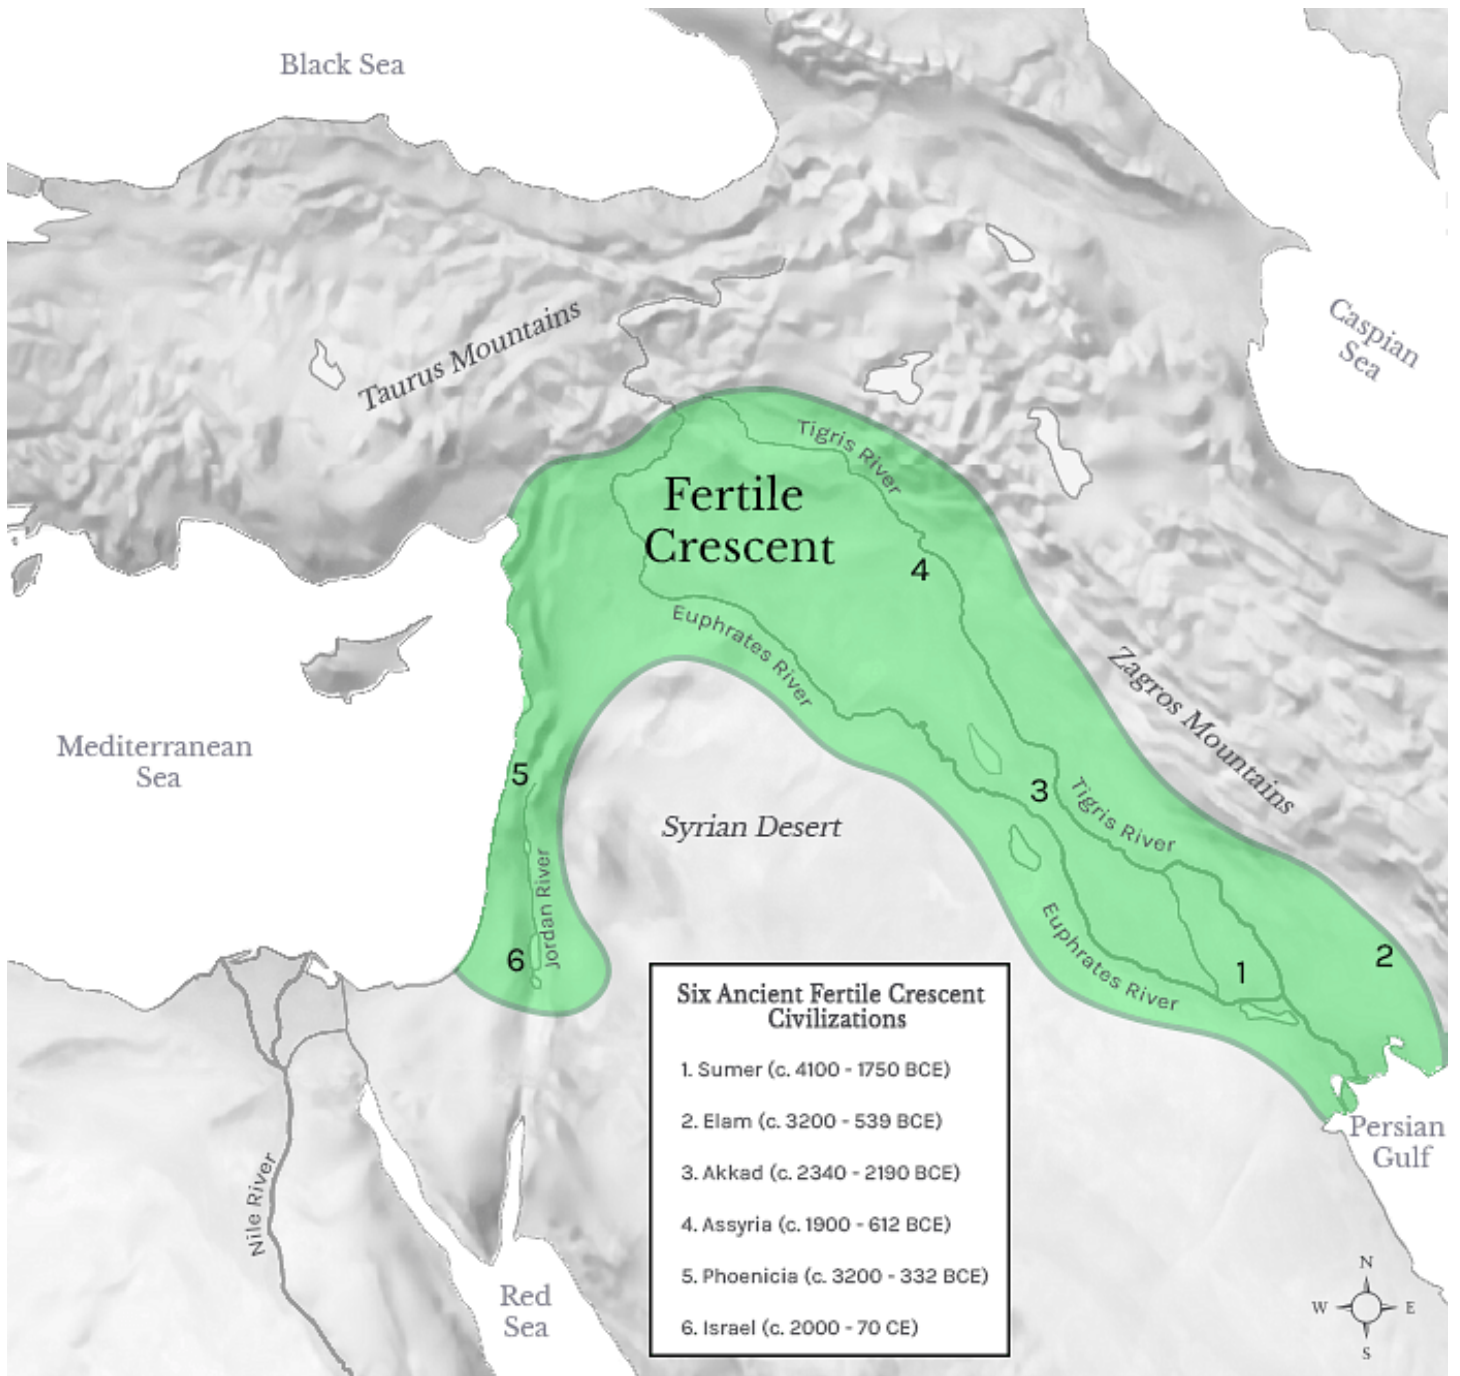 Black Sea
Caspian
Sea
Taurus Mountains
Tigris River
Fertile
Crescent
4
Euphrates River
Zagros Mountains
Mediterranean
Sea
5
3
Tigris River
Syrian Desert
Jordan River
6
Euphrates River
1
2
Six Ancient Fertile Crescent
Civilizations
1. Sumer (c. 4100 - 1750 BCE)
2. Elam (c. 3200 - 539 BCE)
3. Akkad (c. 2340 - 2190 BCE)
4. Assyria (c. 1900 - 612 BCE)
5. Phoenicia (c. 3200 - 332 BCE)
6. Israel (c. 2000 - 70 CE)
Persian
Gulf
Nile River
Red
Sea
N
W
E
S